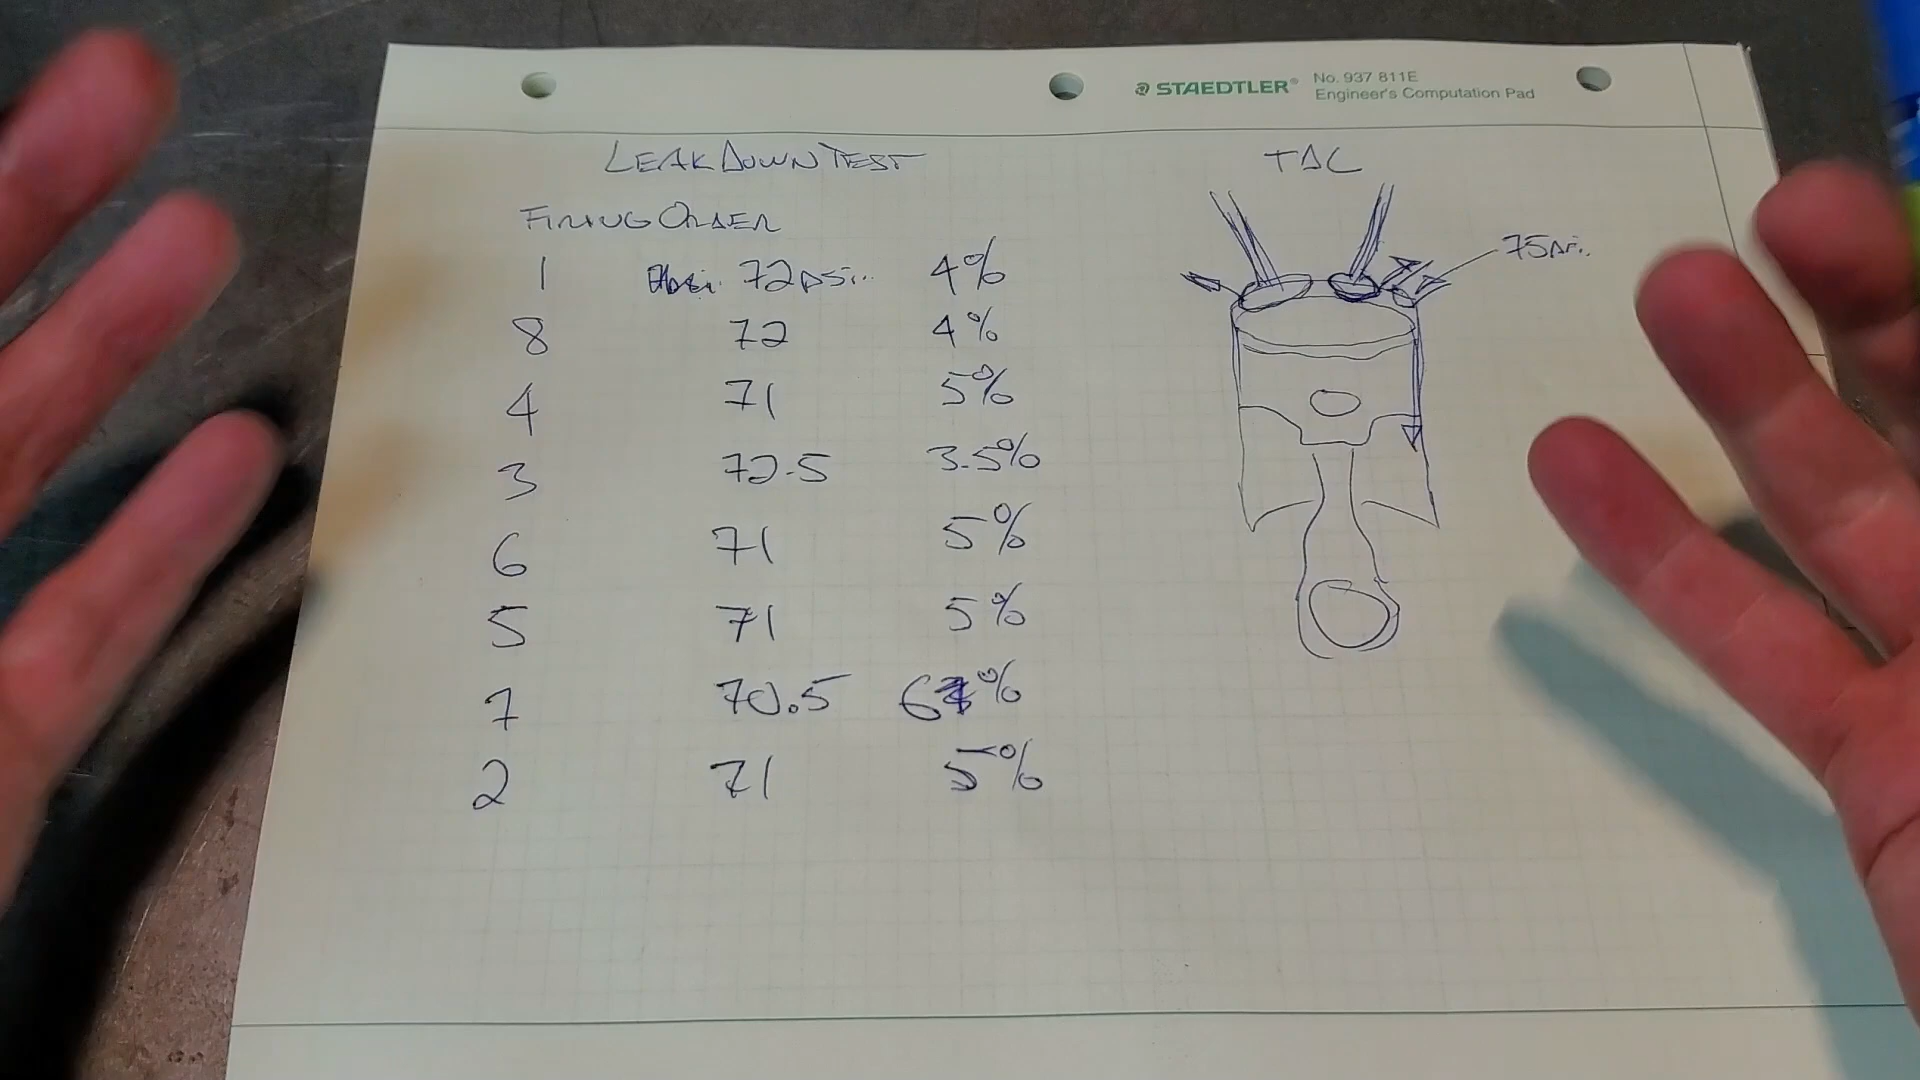 STAEDTLER® No. 937 811E
Engineer's Computation Pad
LEAKDOWN TEST
TDC
FIRING ORDER
75psi.
1 72psi... 4%
8 72 4%
4 71 5%
3 72.5 3.5%
6 71 5%
5 71 5%
7 70.5 6%
2 71 5%